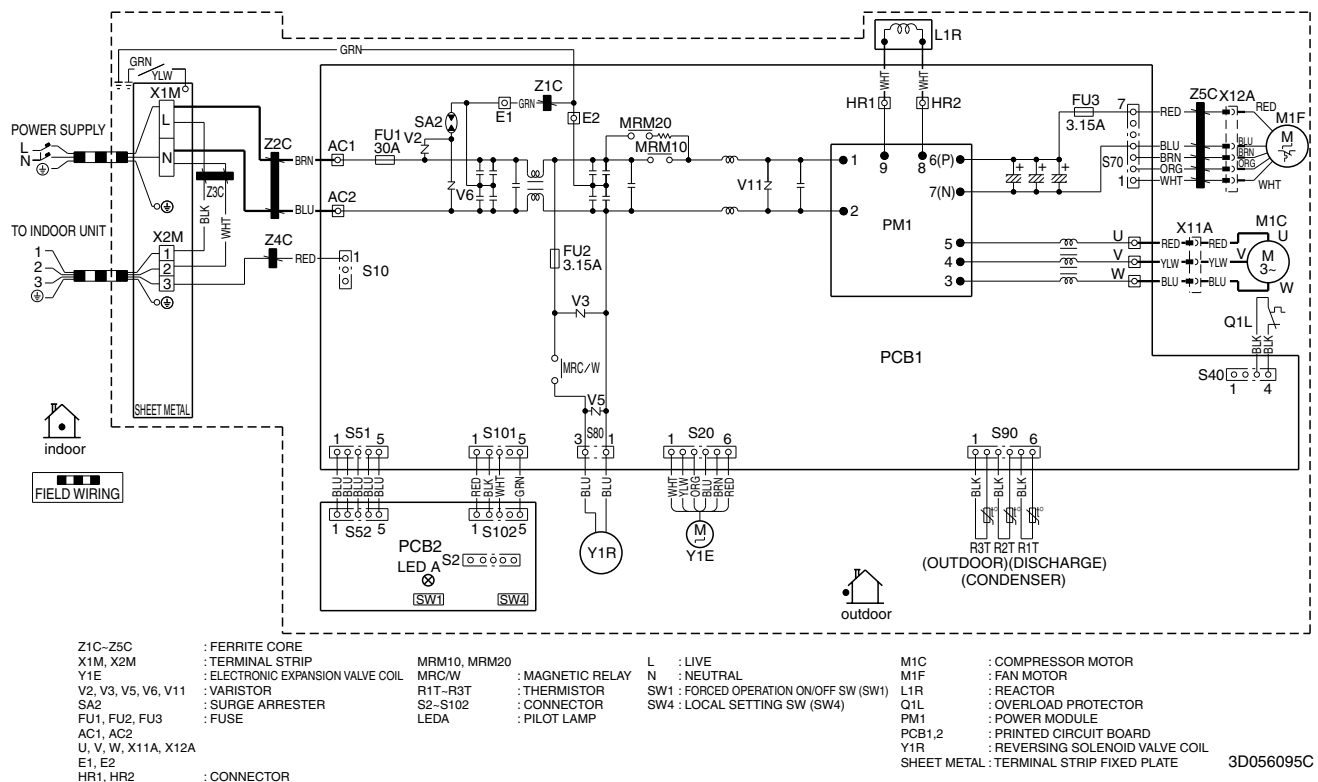 L1R
GRN
WHT
WHT
GRN
YLW
X1M
L
N
POWER SUPPLY
L
N
Z2C
Z3C
BLK
WHT
BRN
BLU
AC1
AC2
FU1
30A
V2
SA2
E1
GRN
Z1C
E2
V6
MRM20
MRM10
V11
HR1
HR2
9
8
1
2
6(P)
7(N)
PM1
5
4
3
FU3
3.15A
7
S70
1
RED
BLU
BRN
ORG
WHT
Z5C
X12A
RED
BLU
BRN
ORG
WHT
M1F
M
TO INDOOR UNIT
1
2
3
X2M
1
2
3
Z4C
RED
1
S10
SHEET METAL
FU2
3.15A
V3
MRC/W
V5
U
V
W
RED
YLW
BLU
X11A
RED
YLW
BLU
M1C
U
V
W
M
3~
Q1L
BLK
BLK
S40
1 4
PCB1
indoor
FIELD WIRING
1 S51 5
BLU
BLU
BLU
BLU
BLU
1 S52 5
1 S101 5
RED
BLK
WHT
GRN
1 S102 5
3 S80 1
BLU
BLU
Y1R
1 S20 6
WHT
YLW
ORG
BLU
BRN
RED
M
Y1E
1 S90 6
BLK
BLK
BLK
t°
t°
t°
R3T R2T R1T
(OUTDOOR)(DISCHARGE)
(CONDENSER)
PCB2
LED A
S2
SW1
SW4
outdoor
Z1C~Z5C : FERRITE CORE
X1M, X2M : TERMINAL STRIP
Y1E : ELECTRONIC EXPANSION VALVE COIL
V2, V3, V5, V6, V11 : VARISTOR
SA2 : SURGE ARRESTER
FU1, FU2, FU3 : FUSE
AC1, AC2
U, V, W, X11A, X12A
E1, E2
HR1, HR2 : CONNECTOR
MRM10, MRM20
MRC/W : MAGNETIC RELAY
R1T~R3T : THERMISTOR
S2~S102 : CONNECTOR
LEDA : PILOT LAMP
L : LIVE
N : NEUTRAL
SW1 : FORCED OPERATION ON/OFF SW (SW1)
SW4 : LOCAL SETTING SW (SW4)
M1C : COMPRESSOR MOTOR
M1F : FAN MOTOR
L1R : REACTOR
Q1L : OVERLOAD PROTECTOR
PM1 : POWER MODULE
PCB1,2 : PRINTED CIRCUIT BOARD
Y1R : REVERSING SOLENOID VALVE COIL
SHEET METAL : TERMINAL STRIP FIXED PLATE
3D056095C